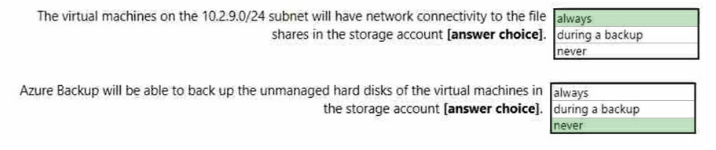 The virtual machines on the 10.2.9.0/24 subnet will have network connectivity to the file
shares in the storage account [answer choice].
always
during a backup
never
Azure Backup will be able to back up the unmanaged hard disks of the virtual machines in
the storage account [answer choice].
always
during a backup
never